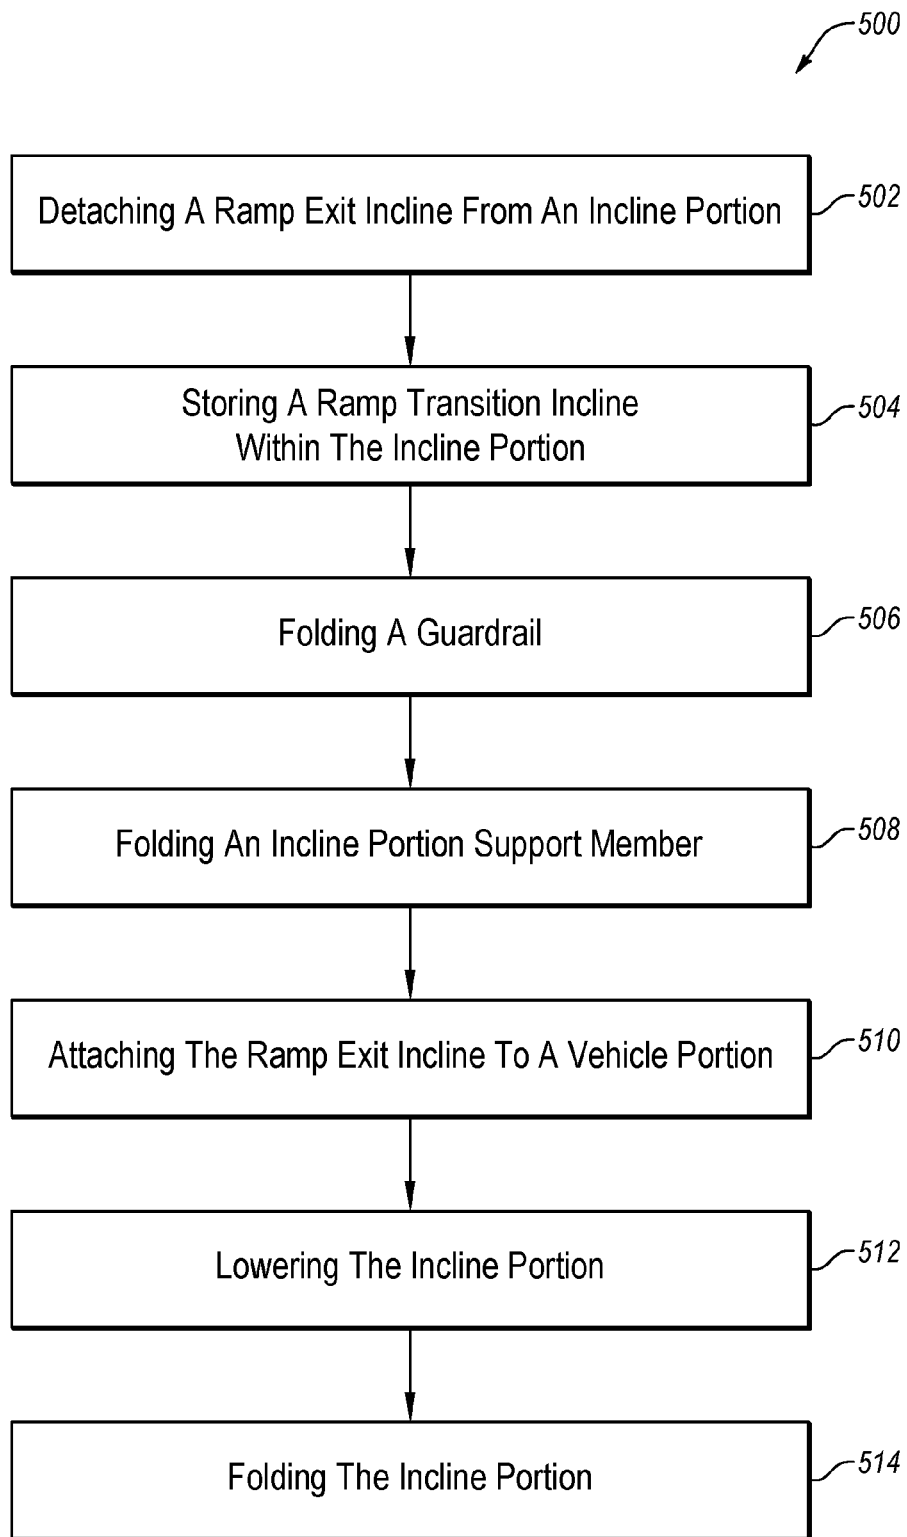 500
Detaching A Ramp Exit Incline From An Incline Portion
502
Storing A Ramp Transition Incline
Within The Incline Portion
504
Folding A Guardrail
506
Folding An Incline Portion Support Member
508
Attaching The Ramp Exit Incline To A Vehicle Portion
510
Lowering The Incline Portion
512
Folding The Incline Portion
514